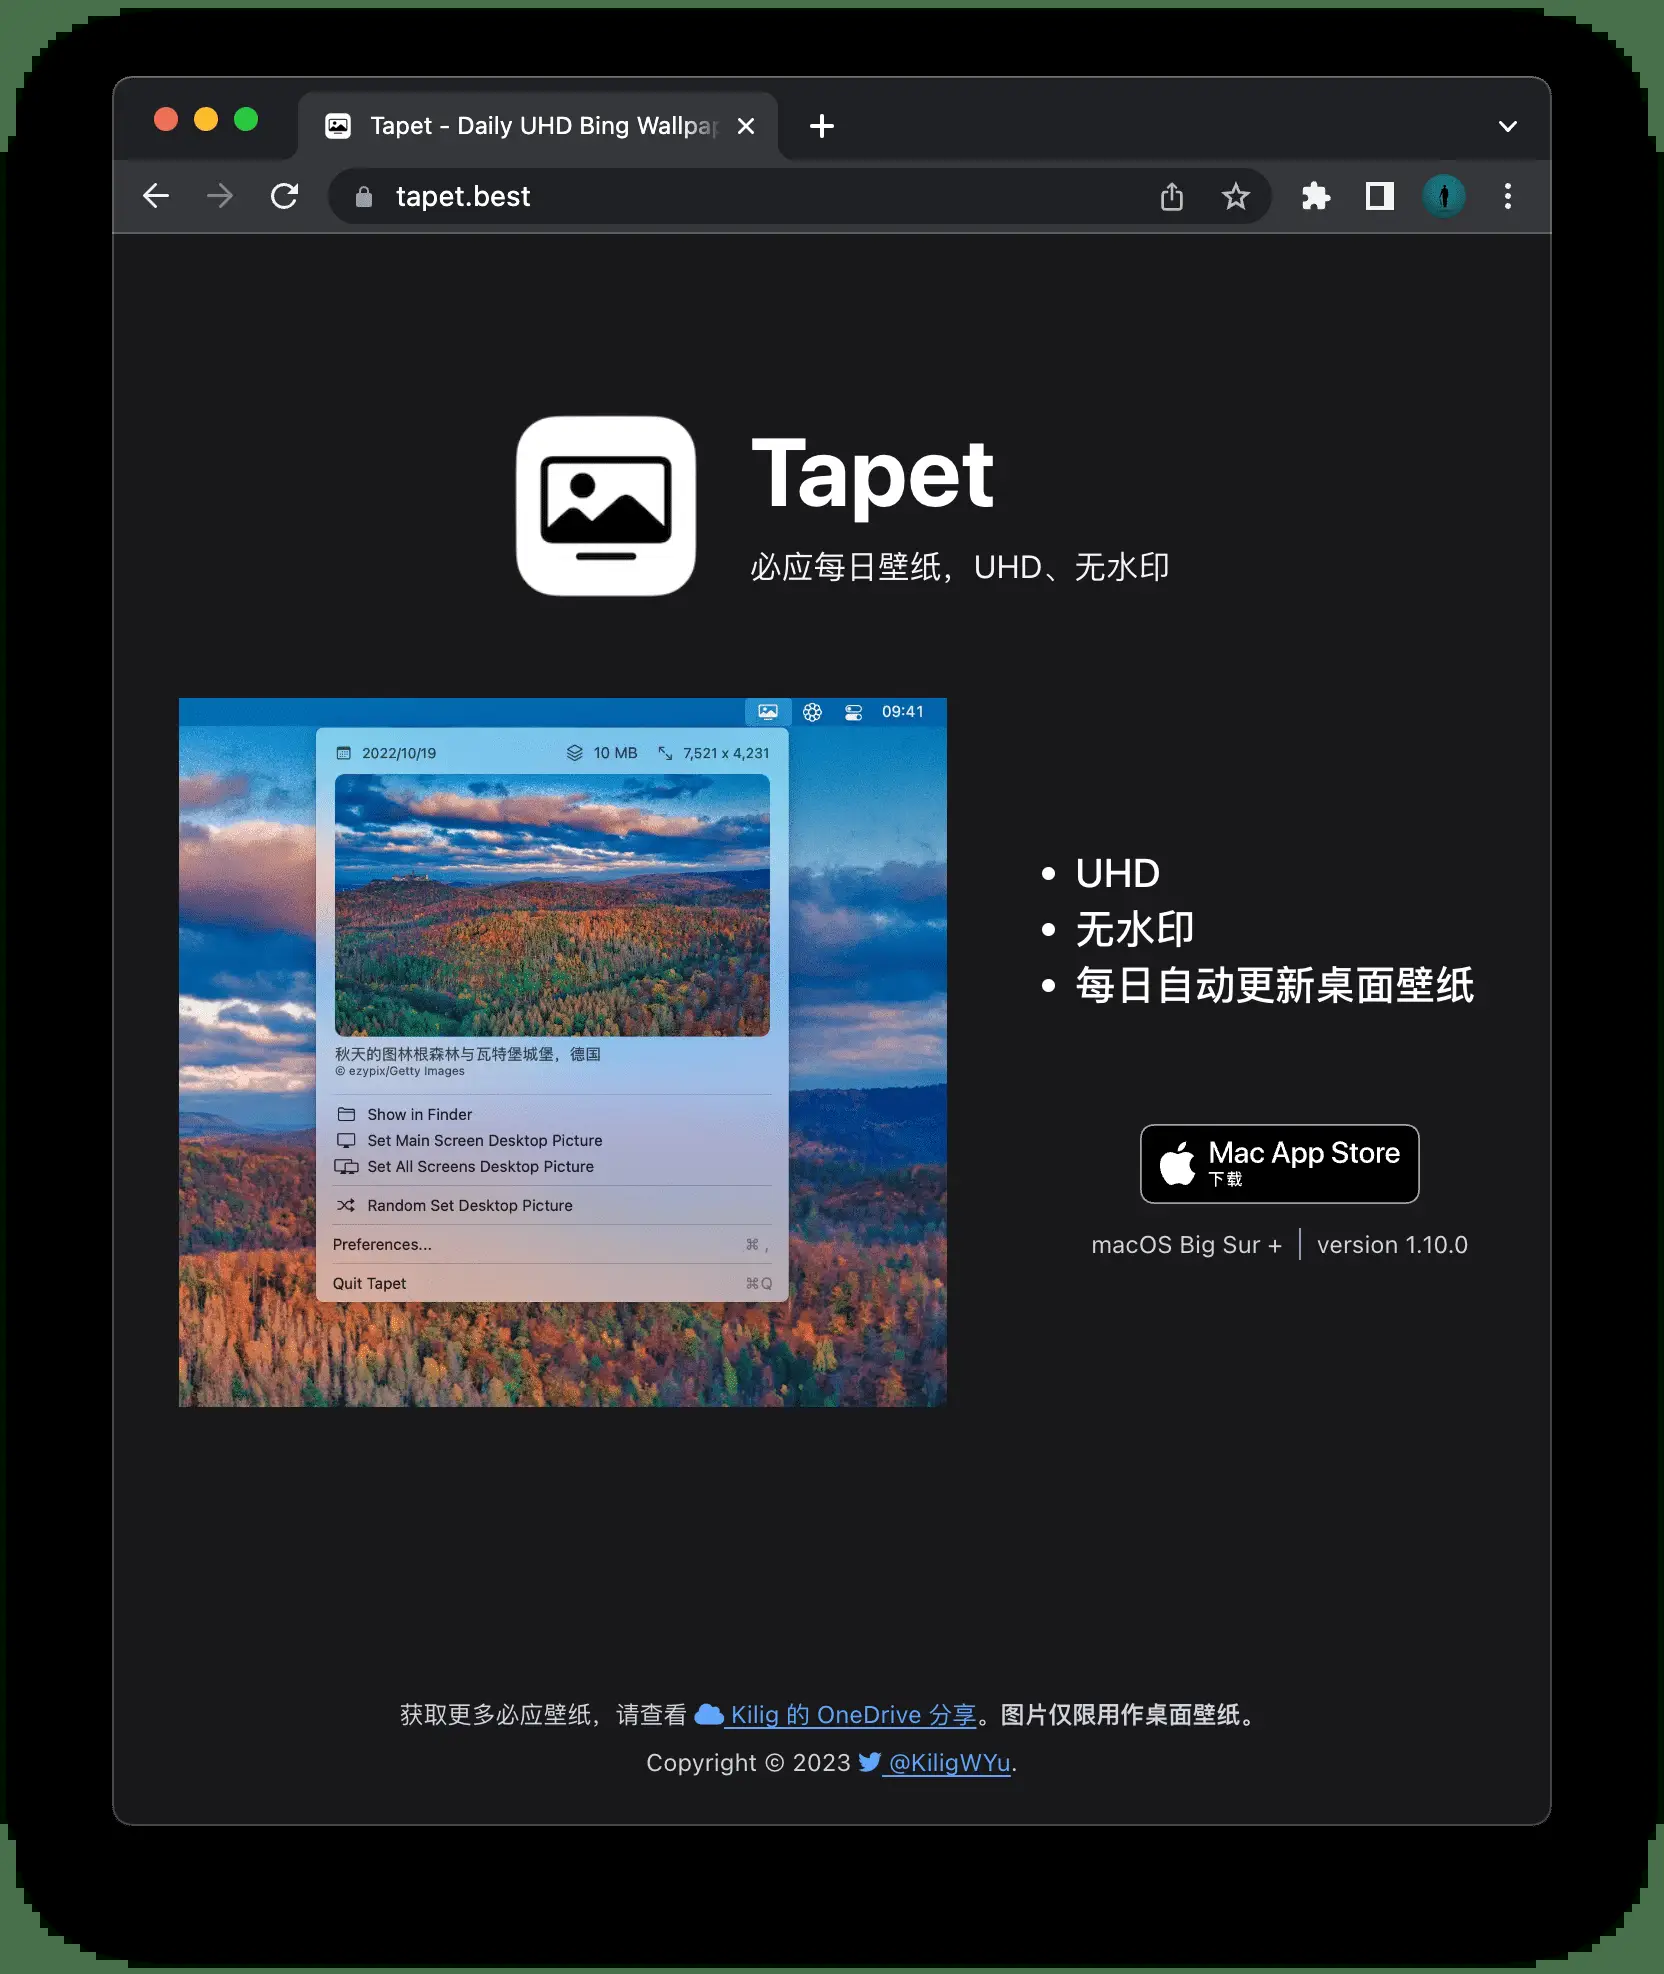 Tapet - Daily UHD Bing Wallpap
tapet.best
Tapet
必应每日壁纸，UHD、无水印
09:41
2022/10/19 10 MB 7,521 x 4,231
秋天的图林根森林与瓦特堡城堡，德国
© ezypix/Getty Images
Show in Finder
Set Main Screen Desktop Picture
Set All Screens Desktop Picture
Random Set Desktop Picture
Preferences... ⌘ ,
Quit Tapet ⌘Q
• UHD
• 无水印
• 每日自动更新桌面壁纸
Mac App Store
下载
macOS Big Sur + | version 1.10.0
获取更多必应壁纸，请查看 Kilig 的 OneDrive 分享。图片仅限用作桌面壁纸。
Copyright © 2023 @KiligWYu.